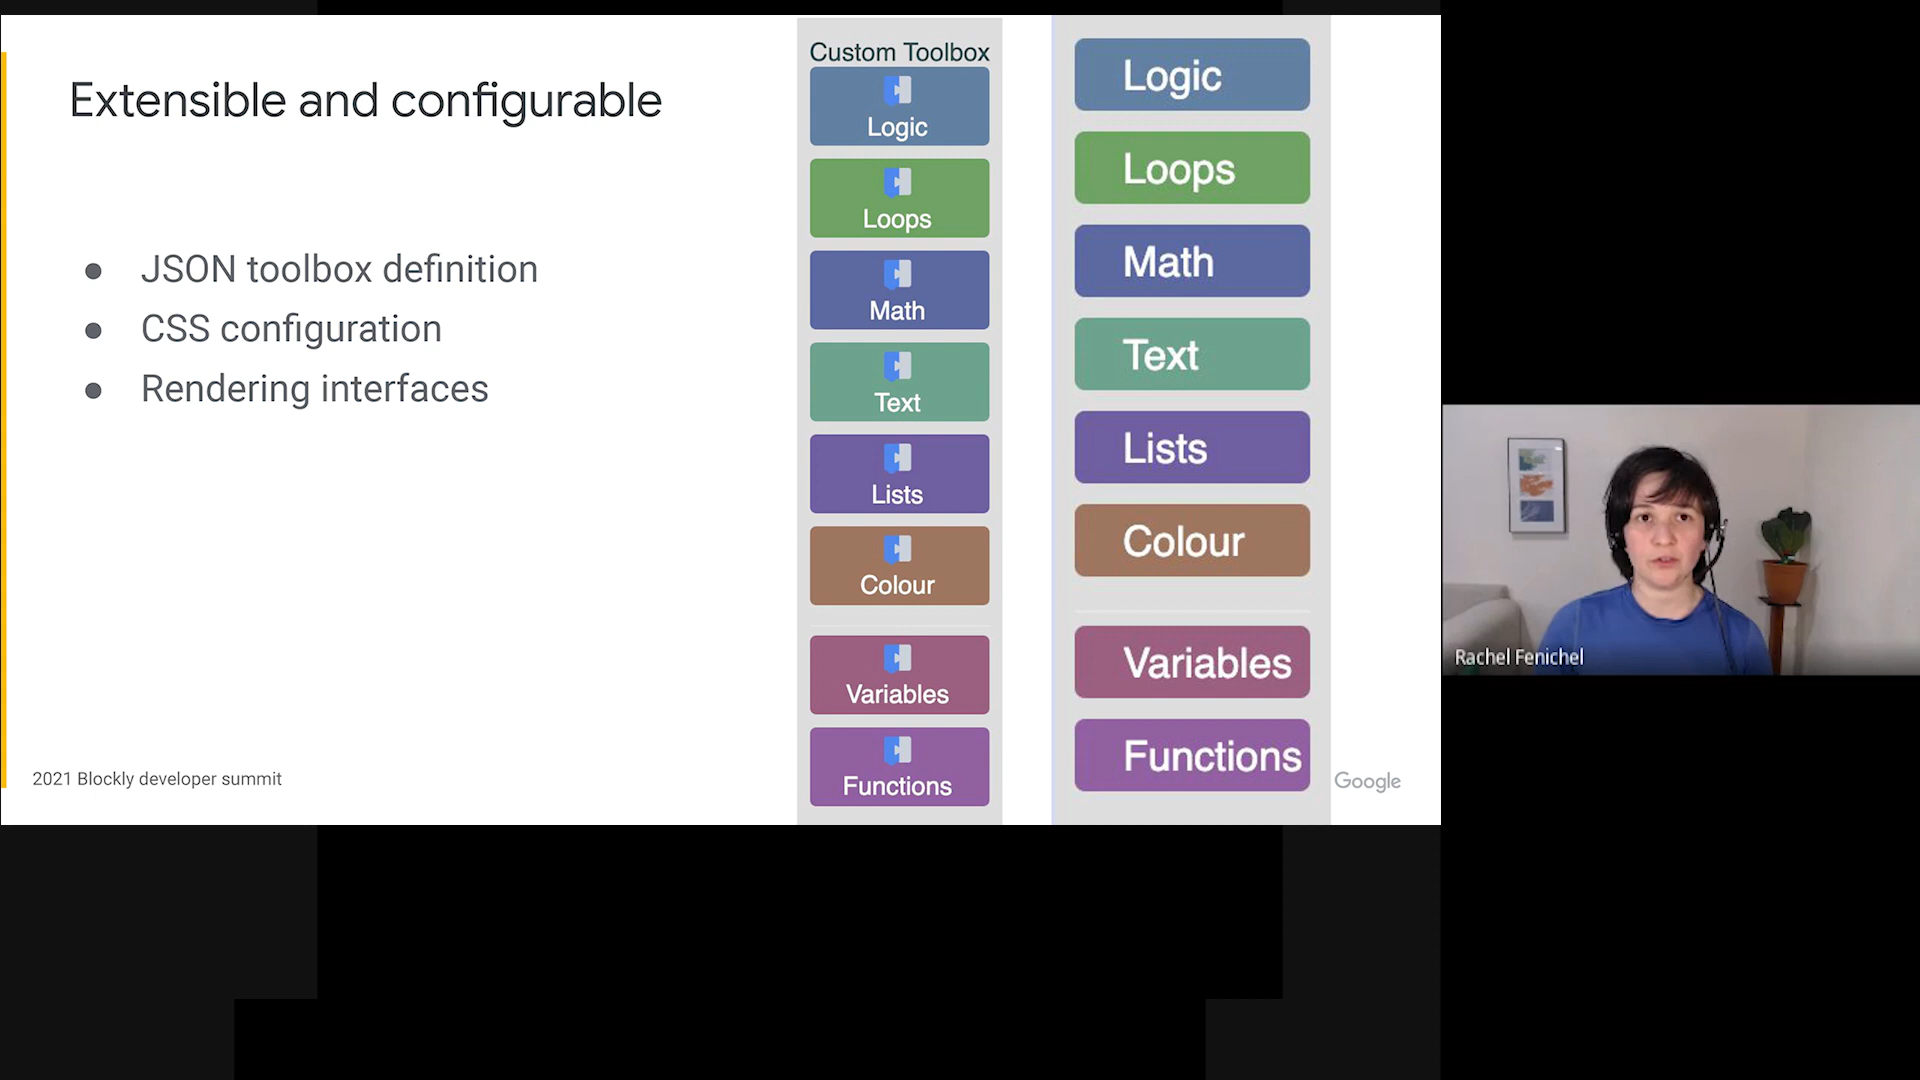 Extensible and configurable
JSON toolbox definition
CSS configuration
Rendering interfaces
2021 Blockly developer summit
Custom Toolbox
Logic
Loops
Math
Text
Lists
Colour
Variables
Functions
Logic
Loops
Math
Text
Lists
Colour
Variables
Functions
Google
Rachel Fenichel